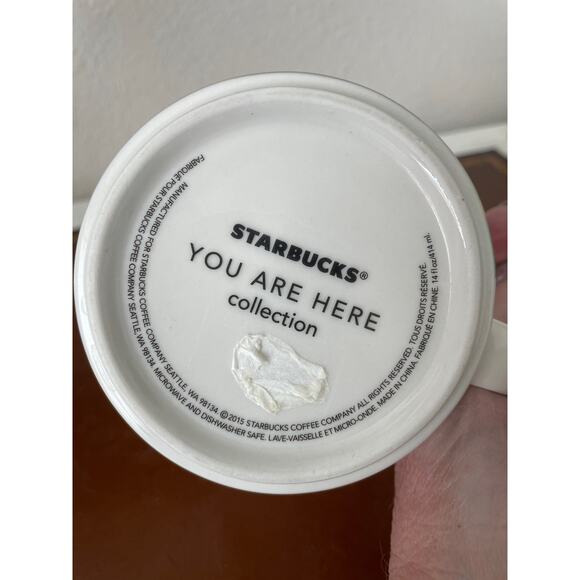 STARBUCKS®
YOU ARE HERE
collection
MANUFACTURED FOR STARBUCKS COFFEE COMPANY SEATTLE, WA 98134. ©2015 STARBUCKS COFFEE COMPANY ALL RIGHTS RESERVED. TOUS DROITS RÉSERVÉ.
FABRIQUÉ POUR STARBUCKS COFFEE COMPANY SEATTLE, WA 98134. MICROWAVE AND DISHWASHER SAFE. LAVE-VAISSELLE ET MICRO-ONDE. MADE IN CHINA. FABRIQUÉ EN CHINE. 14 fl oz/414 ml.